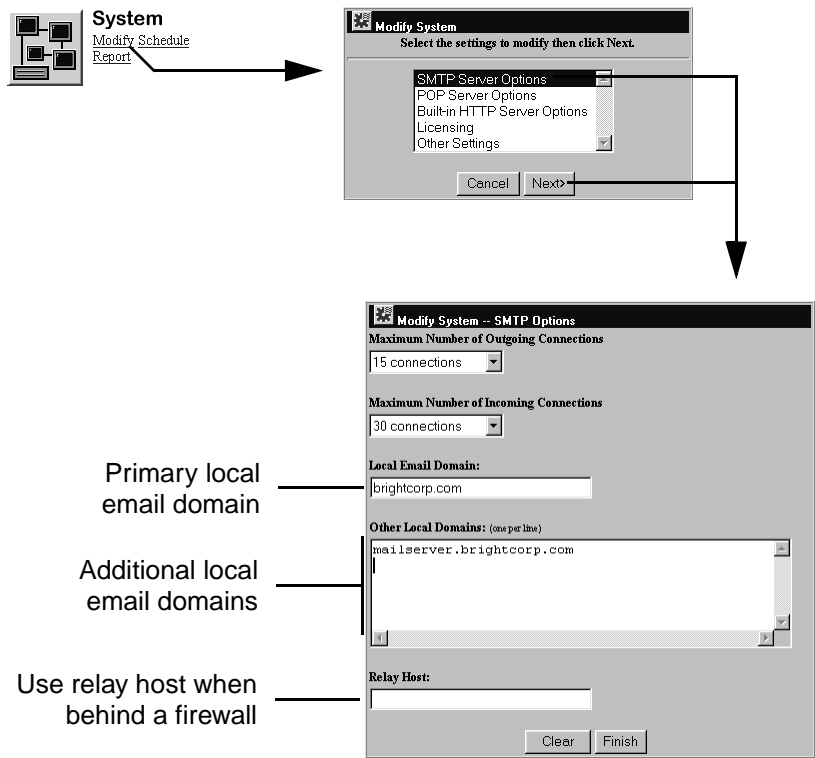 System
Modify Schedule
Report
Modify System
Select the settings to modify then click Next.
SMTP Server Options
POP Server Options
Built-in HTTP Server Options
Licensing
Other Settings
Cancel
Next>
Modify System -- SMTP Options
Maximum Number of Outgoing Connections
15 connections
Maximum Number of Incoming Connections
30 connections
Primary local
email domain
Local Email Domain:
brightcorp.com
Additional local
email domains
Other Local Domains: (one per line)
mailserver.brightcorp.com
Use relay host when
behind a firewall
Relay Host:
Clear
Finish